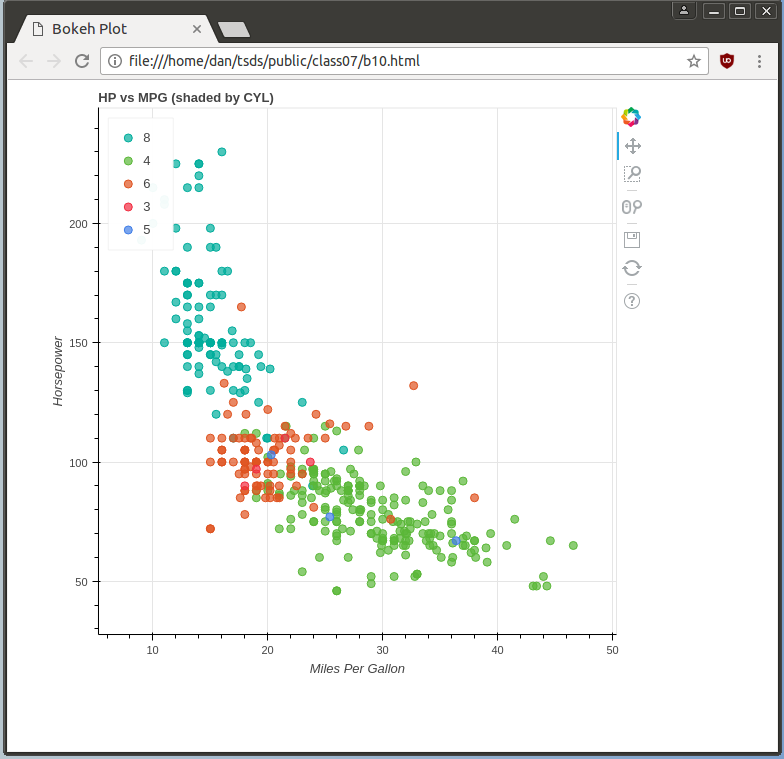 Bokeh Plot
file:///home/dan/tsds/public/class07/b10.html
HP vs MPG (shaded by CYL)
8
4
6
3
5
200
150
100
50
Horsepower
10 20 30 40 50
Miles Per Gallon